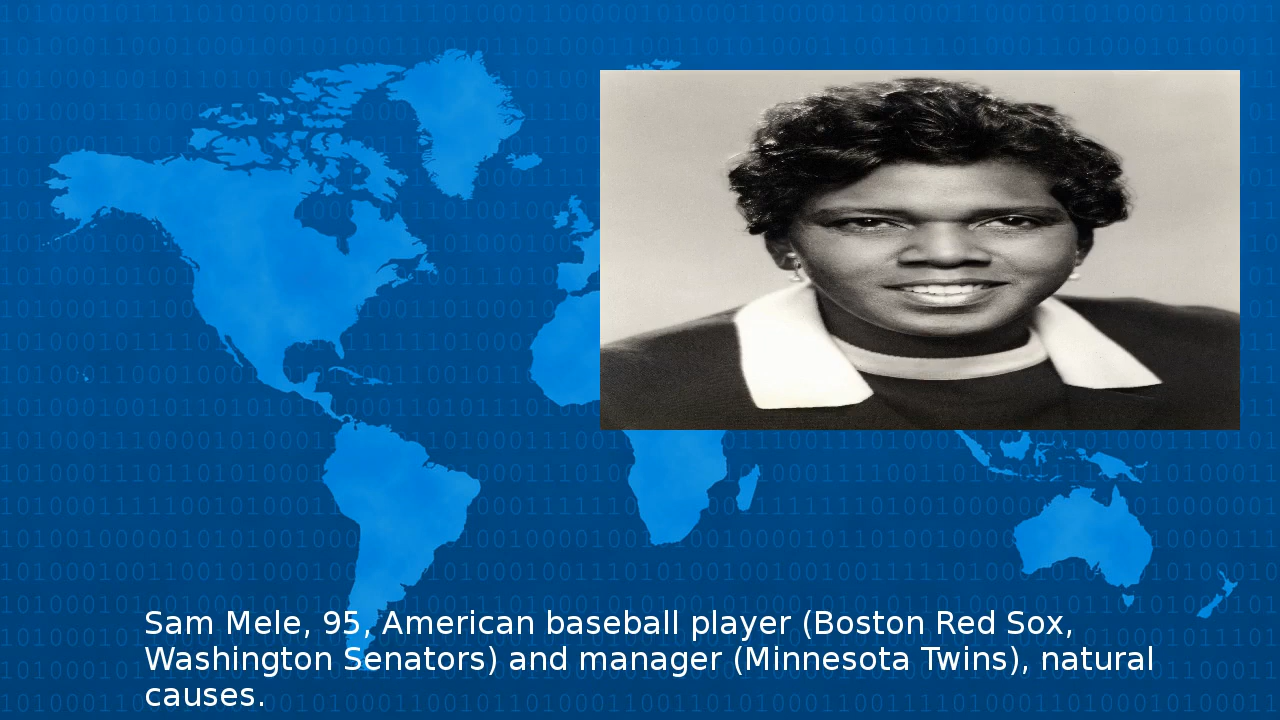 Sam Mele, 95, American baseball player (Boston Red Sox,
Washington Senators) and manager (Minnesota Twins), natural
causes.